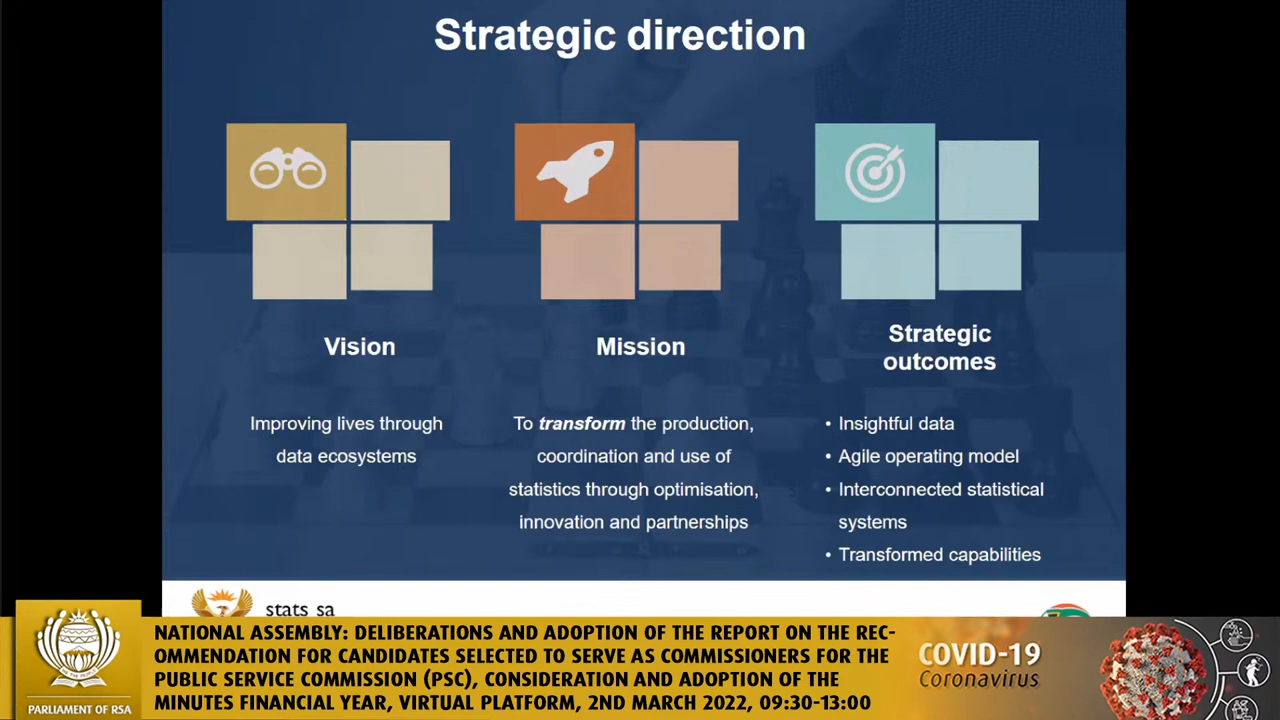 Strategic direction
Vision
Improving lives through
data ecosystems
Mission
To transform the production,
coordination and use of
statistics through optimisation,
innovation and partnerships
Strategic
outcomes
• Insightful data
• Agile operating model
• Interconnected statistical
systems
• Transformed capabilities
stats sa
PARLIAMENT OF RSA
NATIONAL ASSEMBLY: DELIBERATIONS AND ADOPTION OF THE REPORT ON THE REC-
OMMENDATION FOR CANDIDATES SELECTED TO SERVE AS COMMISSIONERS FOR THE
PUBLIC SERVICE COMMISSION (PSC), CONSIDERATION AND ADOPTION OF THE
MINUTES FINANCIAL YEAR, VIRTUAL PLATFORM, 2ND MARCH 2022, 09:30-13:00
COVID-19
Coronavirus